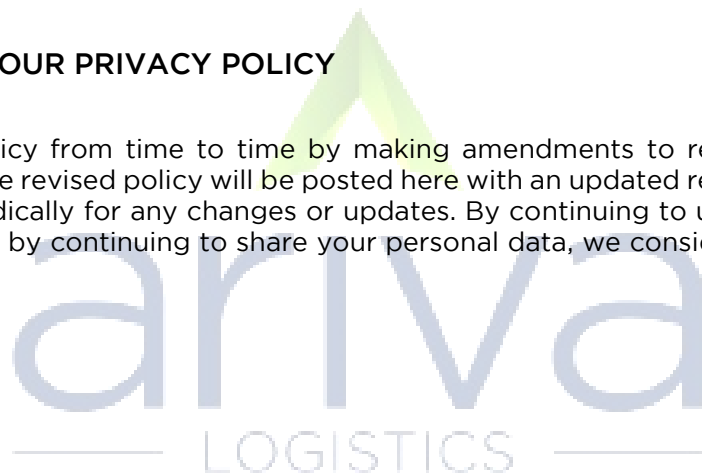 OUR PRIVACY POLICY
icy from time to time by making amendments to re
e revised policy will be posted here with an updated re
dically for any changes or updates. By continuing to u
by continuing to share your personal data, we consid
ariva
LOGISTICS